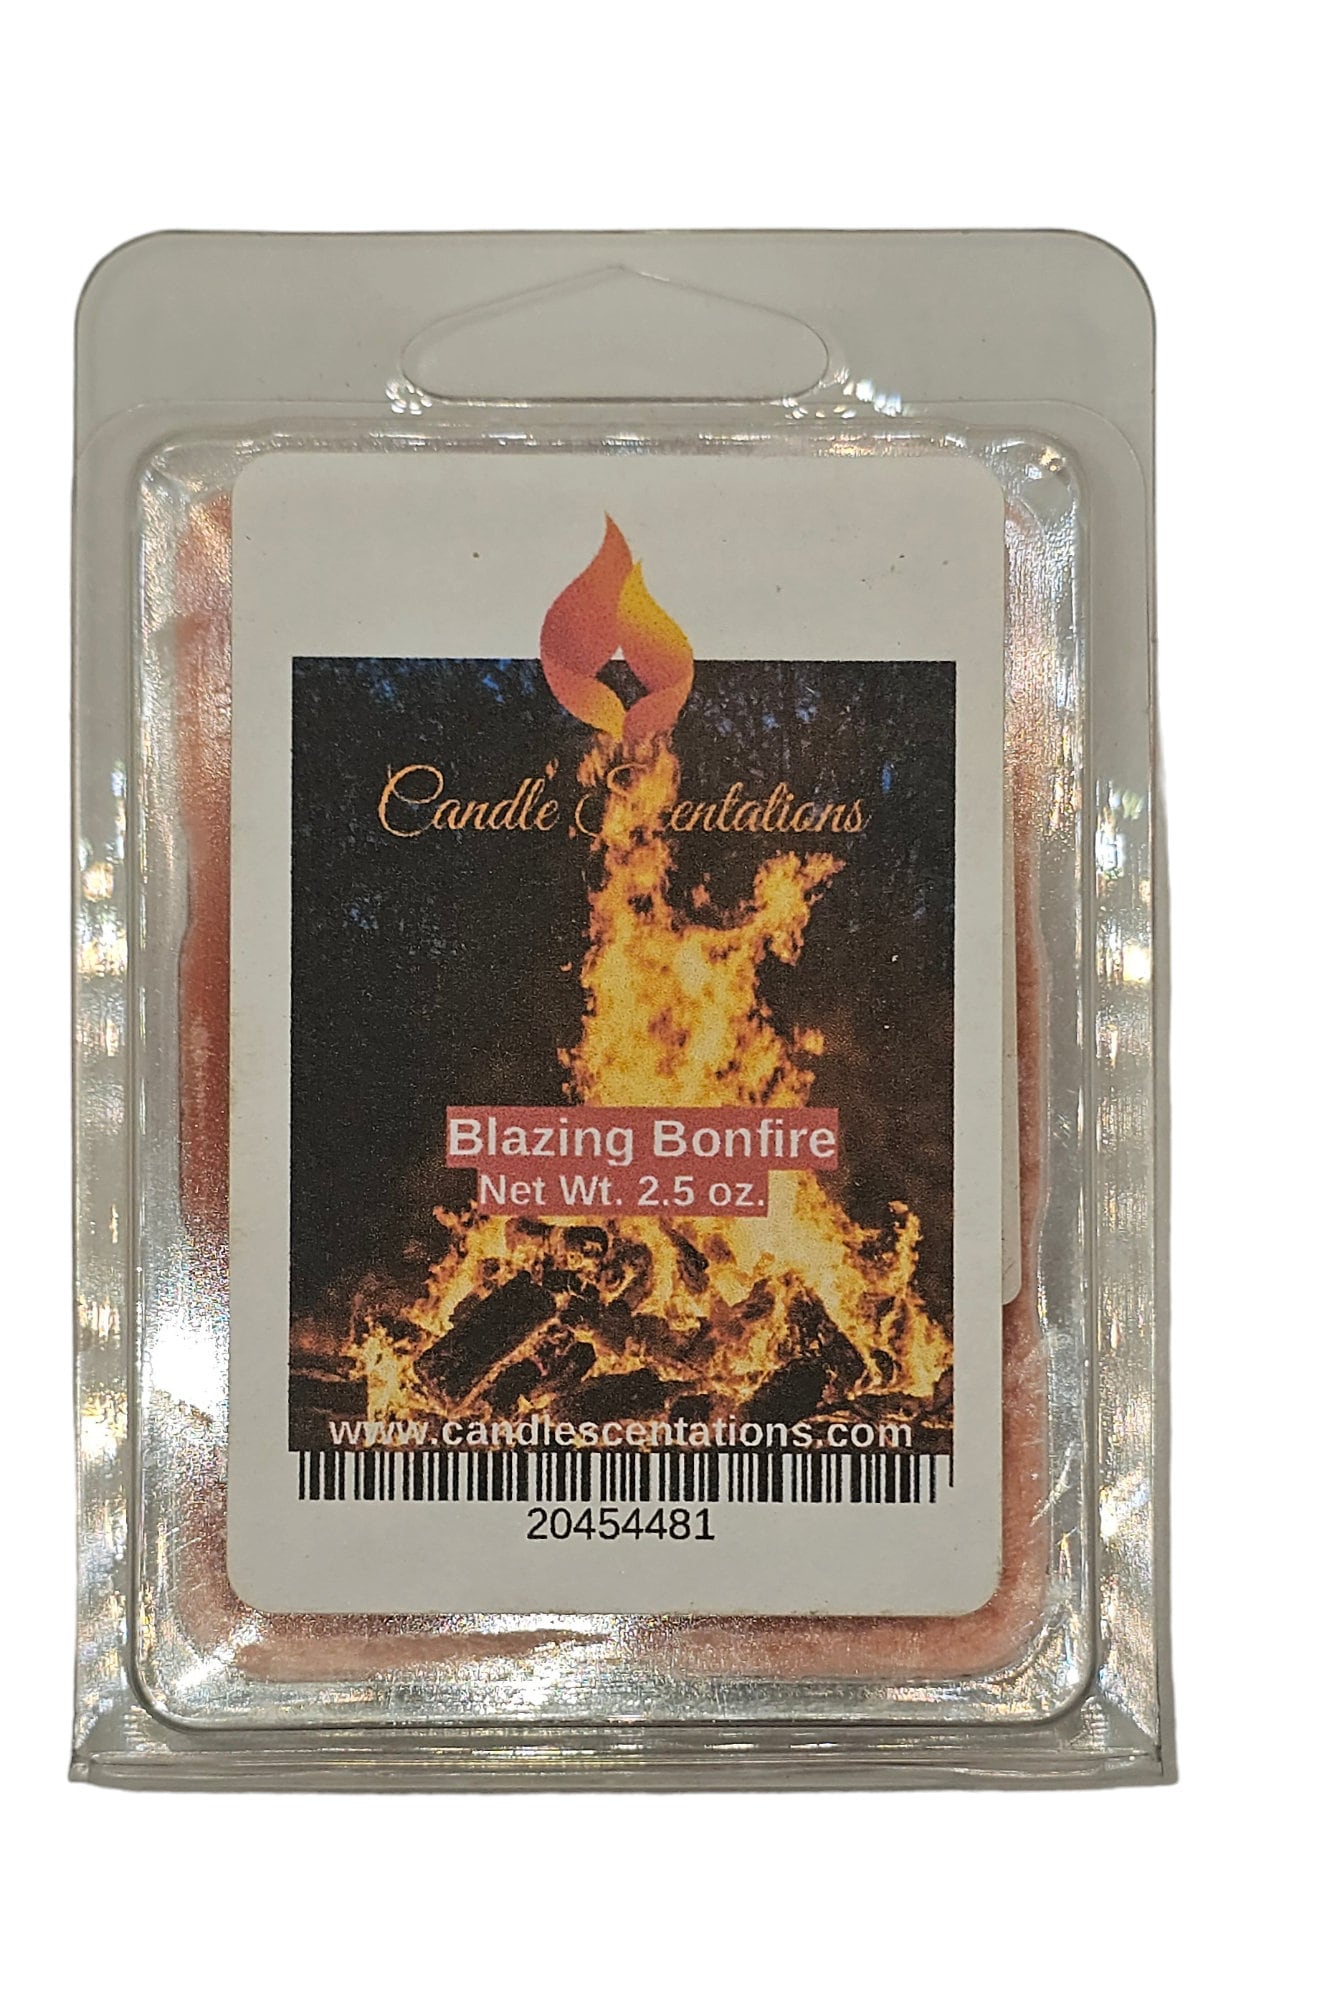 Candle Scentations
Blazing Bonfire
Net Wt. 2.5 oz.
www.candlescentations.com
20454481